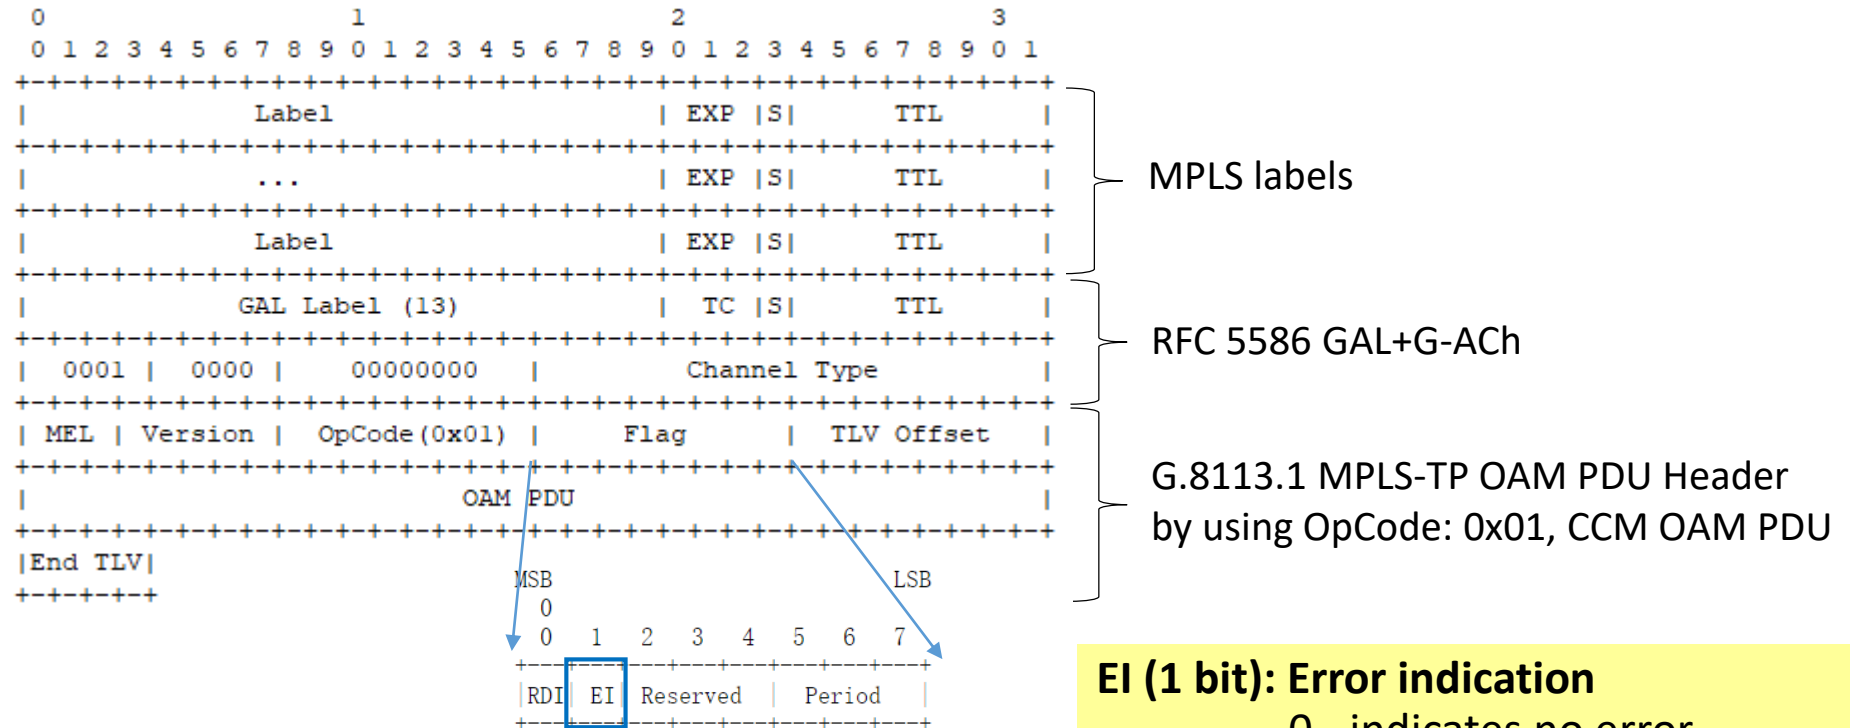 0 1 2 3
0 1 2 3 4 5 6 7 8 9 0 1 2 3 4 5 6 7 8 9 0 1 2 3 4 5 6 7 8 9 0 1
+-+-+-+-+-+-+-+-+-+-+-+-+-+-+-+-+-+-+-+-+-+-+-+-+-+-+-+-+-+-+-+-+
| Label | EXP |S| TTL |
+-+-+-+-+-+-+-+-+-+-+-+-+-+-+-+-+-+-+-+-+-+-+-+-+-+-+-+-+-+-+-+-+
| ... | EXP |S| TTL |
+-+-+-+-+-+-+-+-+-+-+-+-+-+-+-+-+-+-+-+-+-+-+-+-+-+-+-+-+-+-+-+-+
| Label | EXP |S| TTL |
+-+-+-+-+-+-+-+-+-+-+-+-+-+-+-+-+-+-+-+-+-+-+-+-+-+-+-+-+-+-+-+-+
| GAL Label (13) | TC |S| TTL |
+-+-+-+-+-+-+-+-+-+-+-+-+-+-+-+-+-+-+-+-+-+-+-+-+-+-+-+-+-+-+-+-+
| 0001 | 0000 | 00000000 | Channel Type |
+-+-+-+-+-+-+-+-+-+-+-+-+-+-+-+-+-+-+-+-+-+-+-+-+-+-+-+-+-+-+-+-+
| MEL | Version | OpCode(0x01) | Flag | TLV Offset |
+-+-+-+-+-+-+-+-+-+-+-+-+-+-+-+-+-+-+-+-+-+-+-+-+-+-+-+-+-+-+-+-+
| OAM PDU |
+-+-+-+-+-+-+-+-+-+-+-+-+-+-+-+-+-+-+-+-+-+-+-+-+-+-+-+-+-+-+-+-+
|End TLV|
+-+-+-+-+
MPLS labels
RFC 5586 GAL+G-ACh
G.8113.1 MPLS-TP OAM PDU Header
by using OpCode: 0x01, CCM OAM PDU
MSB LSB
0
0 1 2 3 4 5 6 7
+---+---+---+---+---+---+---+---+
|RDI| EI| Reserved | Period |
+---+---+---+---+---+---+---+---+
EI (1 bit): Error indication
0 - indicates no error